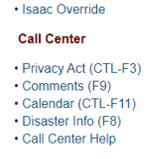 • Isaac Override
Call Center
• Privacy Act (CTL-F3)
• Comments (F9)
• Calendar (CTL-F11)
• Disaster Info (F8)
• Call Center Help